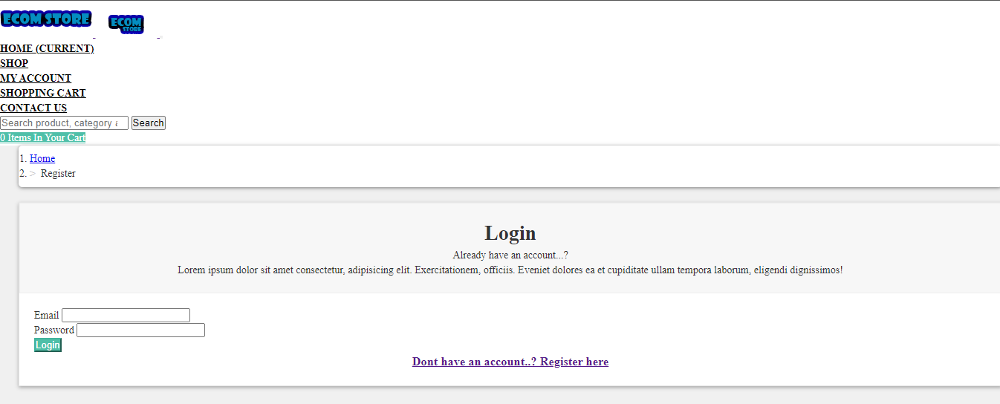 ECOM STORE ECOM STORE
HOME (CURRENT)
SHOP
MY ACCOUNT
SHOPPING CART
CONTACT US
Search product, category a Search
0 Items In Your Cart
1. Home
2. > Register
Login
Already have an account...?
Lorem ipsum dolor sit amet consectetur, adipisicing elit. Exercitationem, officiis. Eveniet dolores ea et cupiditate ullam tempora laborum, eligendi dignissimos!
Email
Password
Login
Dont have an account..? Register here